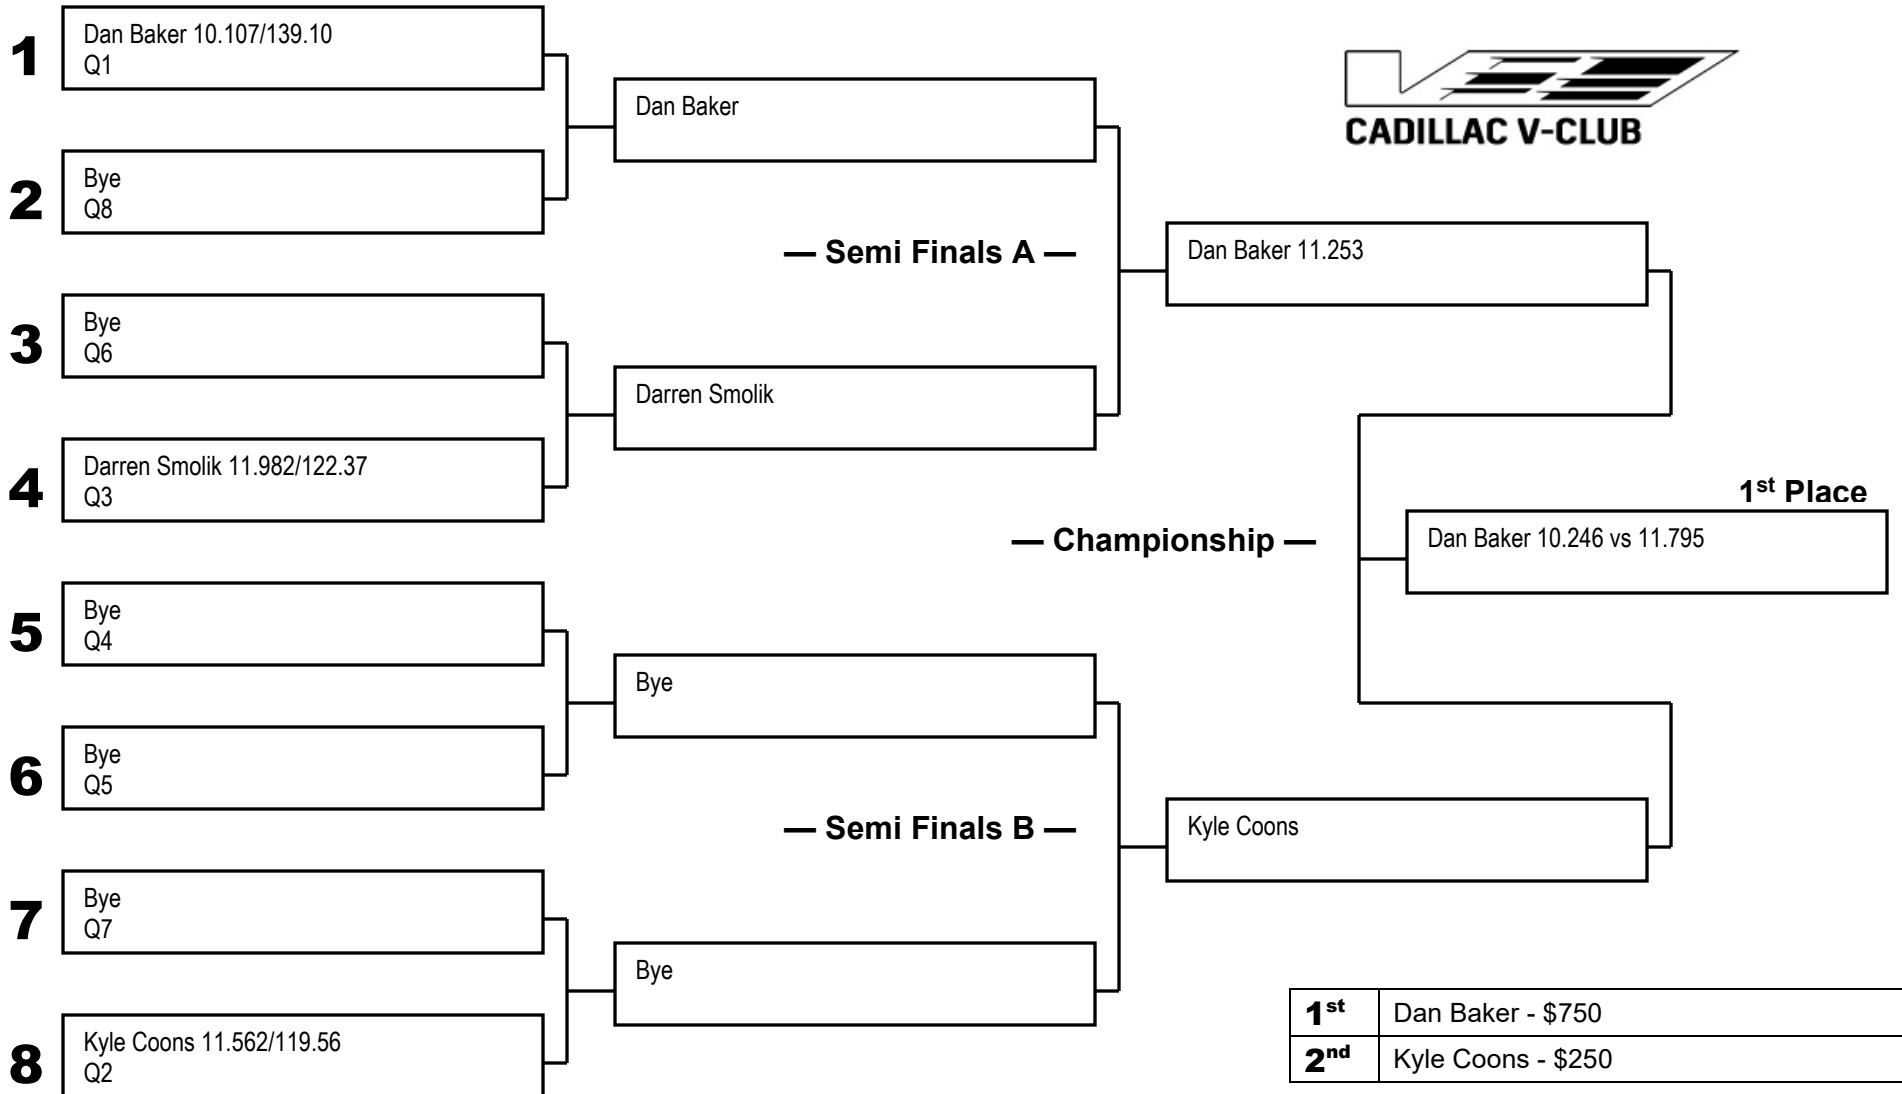 1
Dan Baker 10.107/139.10
Q1
2
Bye
Q8
3
Bye
Q6
4
Darren Smolik 11.982/122.37
Q3
5
Bye
Q4
6
Bye
Q5
7
Bye
Q7
8
Kyle Coons 11.562/119.56
Q2
Dan Baker
— Semi Finals A —
Darren Smolik
Bye
— Semi Finals B —
Bye
CADILLAC V-CLUB
Dan Baker 11.253
— Championship —
Kyle Coons
1st Place
Dan Baker 10.246 vs 11.795
1st Dan Baker - $750
2nd Kyle Coons - $250